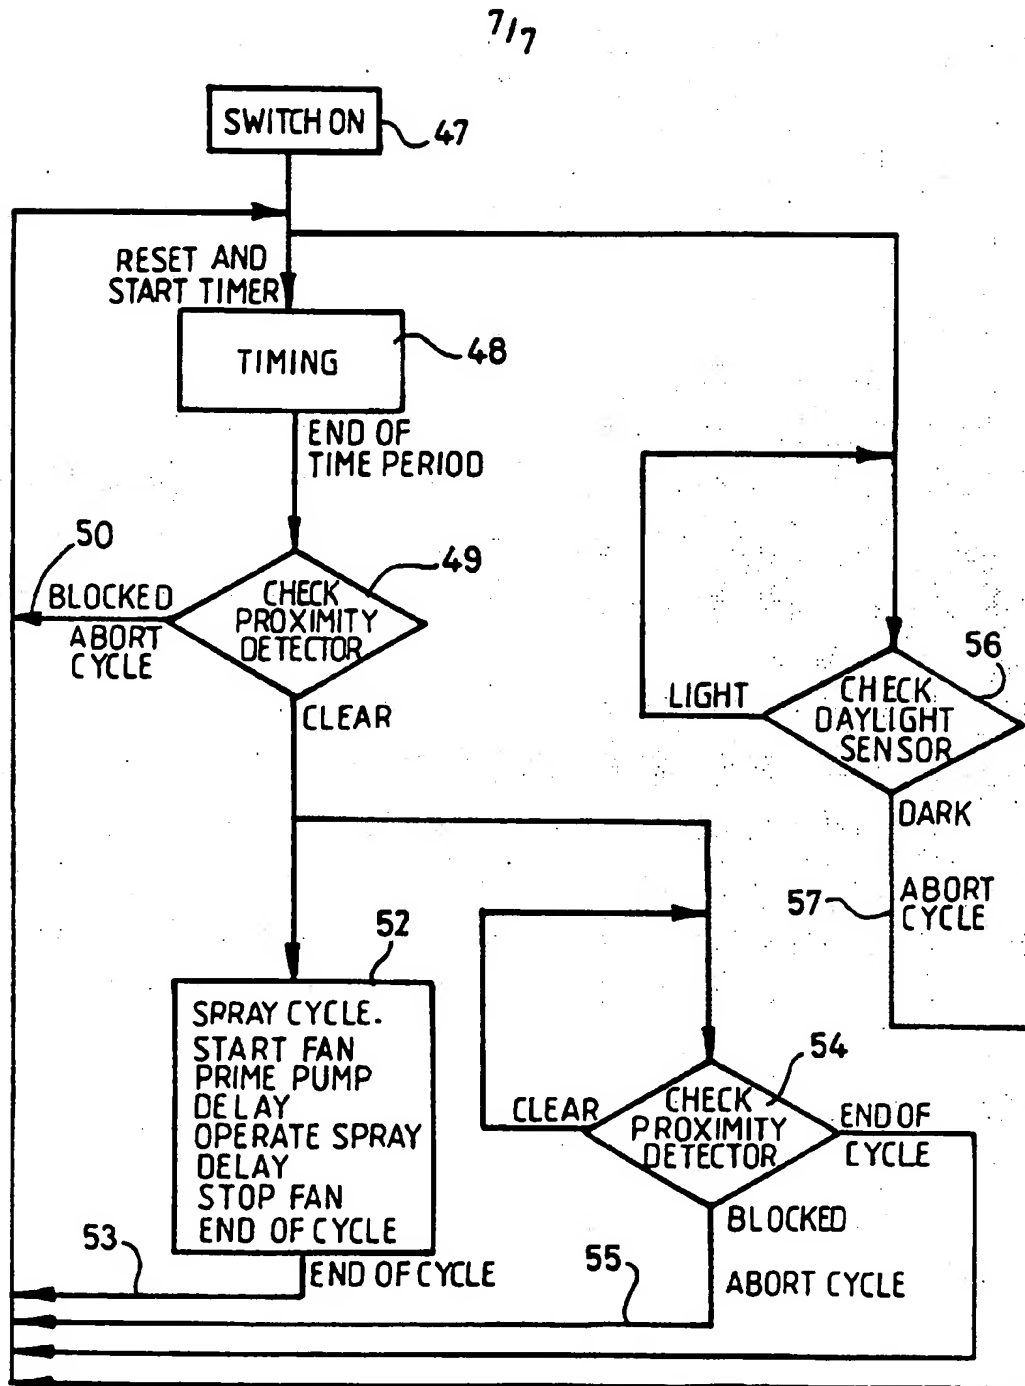 7/7
SWITCH ON
47
RESET AND
START TIMER
TIMING
48
END OF
TIME PERIOD
50
BLOCKED
ABORT
CYCLE
49
CHECK
PROXIMITY
DETECTOR
CLEAR
56
LIGHT
CHECK
DAYLIGHT
SENSOR
DARK
57
ABORT
CYCLE
52
SPRAY CYCLE.
START FAN
PRIME PUMP
DELAY
OPERATE SPRAY
DELAY
STOP FAN
END OF CYCLE
53
END OF CYCLE
54
CLEAR
CHECK
PROXIMITY
DETECTOR
END OF
CYCLE
BLOCKED
55
ABORT CYCLE